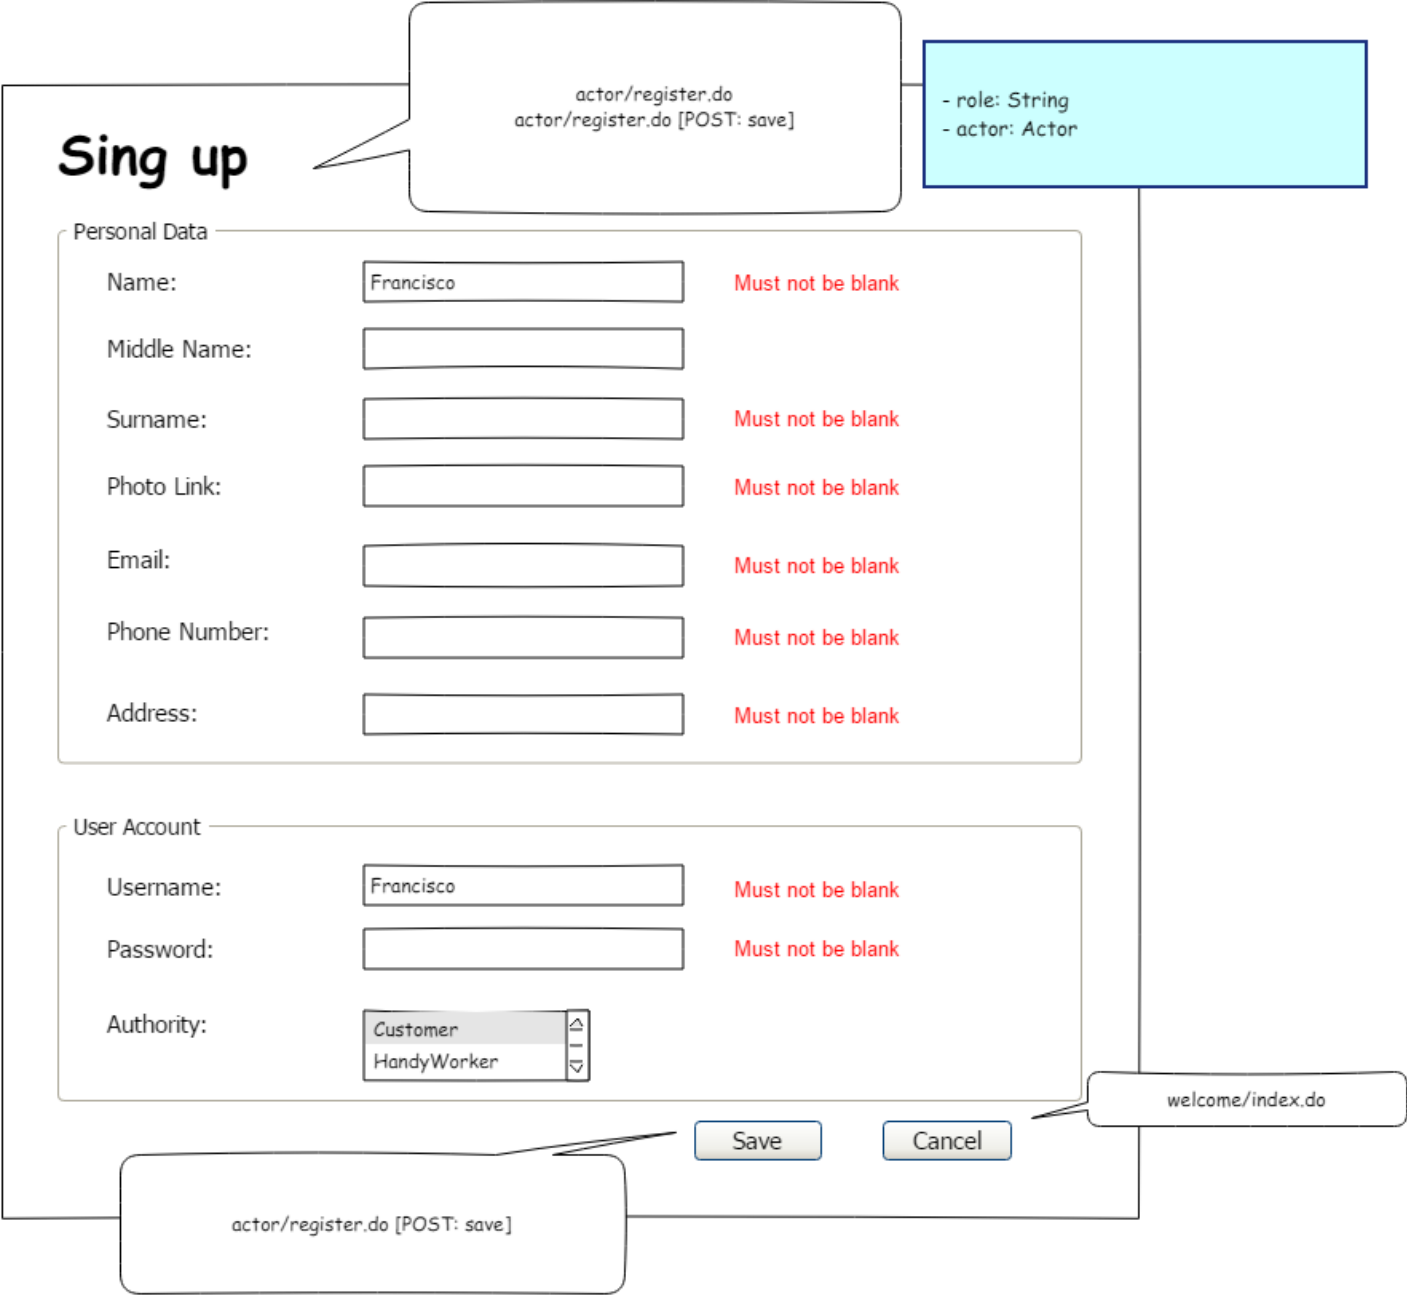 actor/register.do
actor/register.do [POST: save]
- role: String
- actor: Actor
Sing up
Personal Data
Name: Francisco Must not be blank
Middle Name:
Surname: Must not be blank
Photo Link: Must not be blank
Email: Must not be blank
Phone Number: Must not be blank
Address: Must not be blank
User Account
Username: Francisco Must not be blank
Password: Must not be blank
Authority: Customer
HandyWorker
welcome/index.do
Save Cancel
actor/register.do [POST: save]